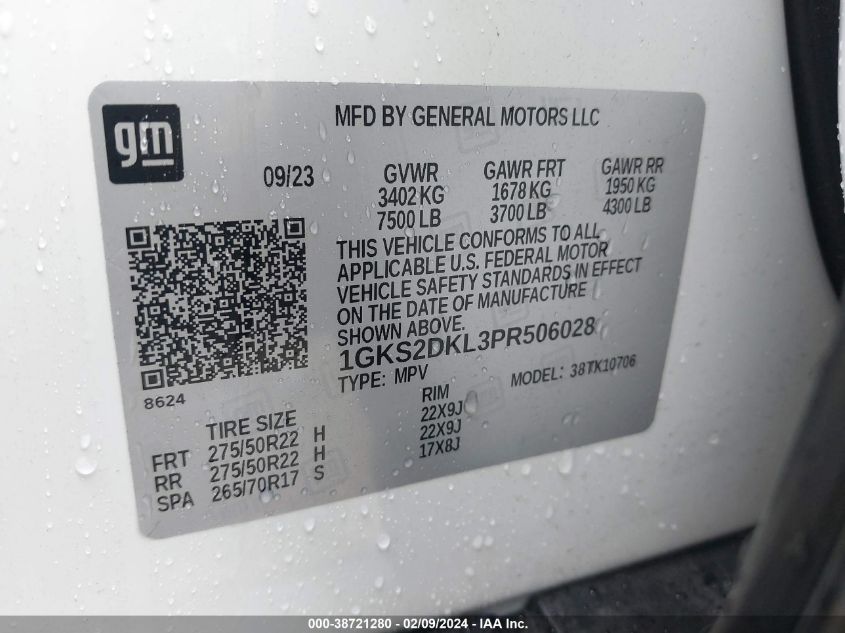 gm
MFD BY GENERAL MOTORS LLC
09/23
GVWR GAWR FRT GAWR RR
3402 KG 1678 KG 1950 KG
7500 LB 3700 LB 4300 LB
THIS VEHICLE CONFORMS TO ALL
APPLICABLE U.S. FEDERAL MOTOR
VEHICLE SAFETY STANDARDS IN EFFECT
ON THE DATE OF MANUFACTURE
SHOWN ABOVE.
1GKS2DKL3PR506028
TYPE: MPV MODEL: 38TK10706
8624
TIRE SIZE RIM
FRT 275/50R22 H 22X9J
RR 275/50R22 H 22X9J
SPA 265/70R17 S 17X8J
000-38721280 - 02/09/2024 - IAAI, Inc.